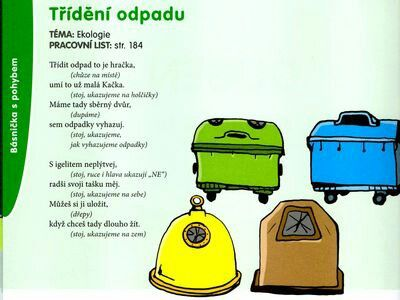 Třídění odpadu
TÉMA: Ekologie
PRACOVNÍ LIST: str. 184
Básnička s pohybem
Třídit odpad to je hračka,
(chůze na místě)
umí to už malá Kačka.
(stoj, ukazujeme na holčičky)
Máme tady sběrný dvůr,
(dupáme)
sem odpadky vyhazuj.
(stoj, ukazujeme,
jak vyhazujeme odpadky)
S igelitem neplýtvej,
(stoj, ruce i hlava ukazují „NE“)
radši svoji tašku měj.
(stoj, ukazujeme na sebe)
Můžeš si ji uložit,
(dřepy)
když chceš tady dlouho žít.
(stoj, ukazujeme na zem)